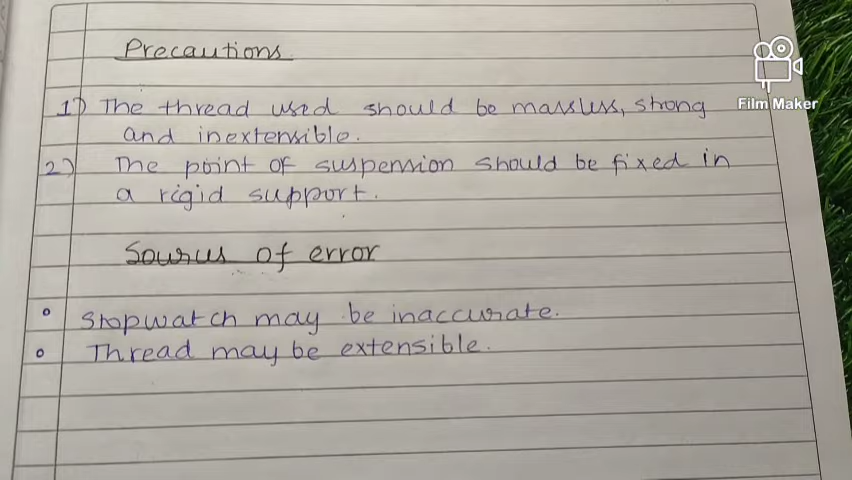 Precautions
1) The thread used should be massless, strong
and inextensible.
2) The point of suspension should be fixed in
a rigid support.
Sources of error
Stopwatch may be inaccurate.
Thread may be extensible.
Film Maker